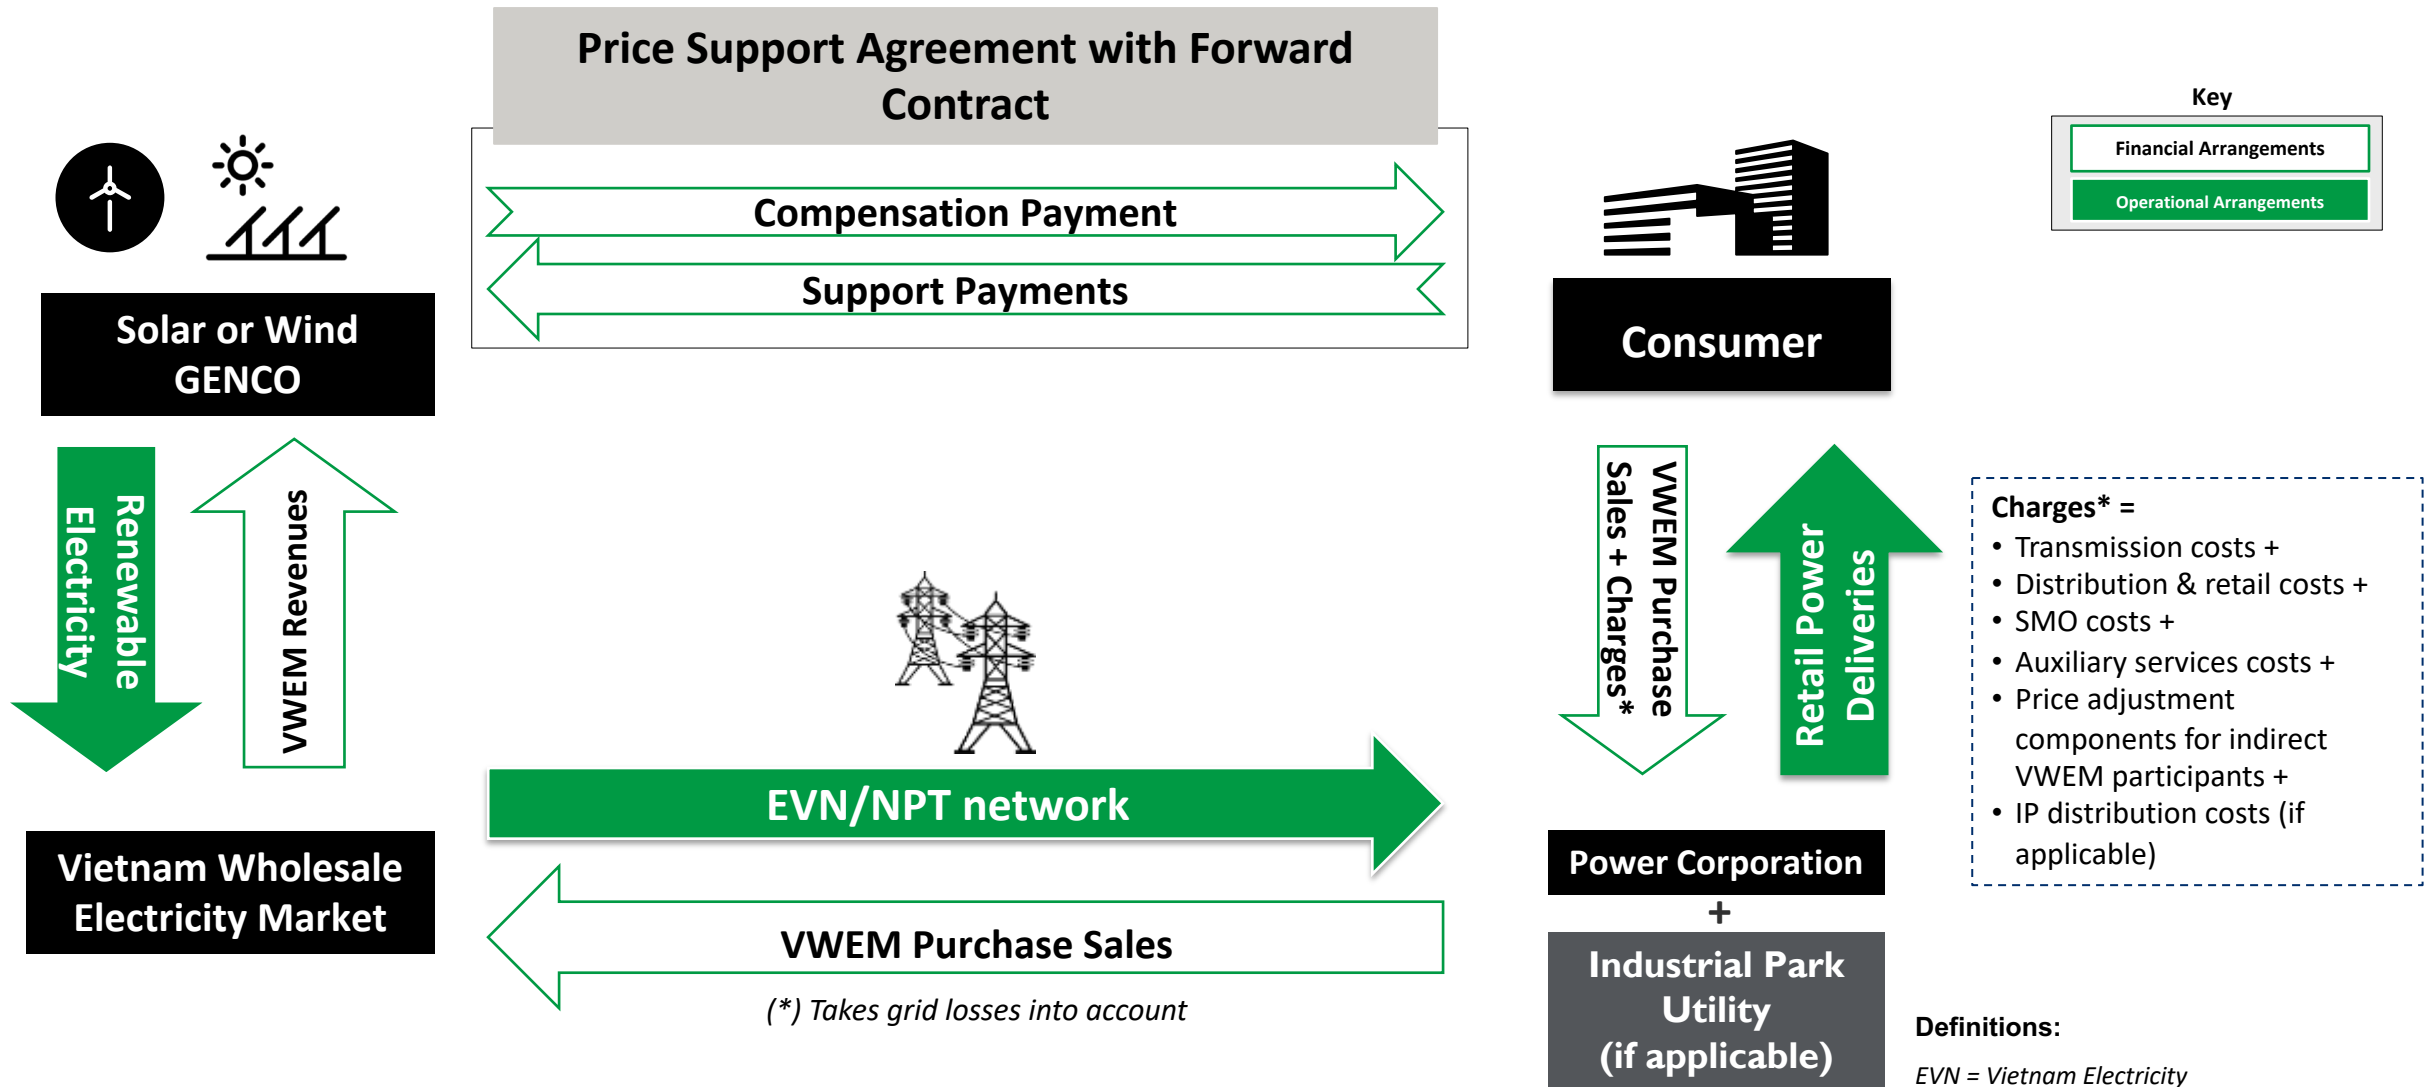 Price Support Agreement with Forward
Contract
Key
Financial Arrangements
Operational Arrangements
Compensation Payment
Support Payments
Solar or Wind
GENCO
Consumer
Renewable
Electricity
VWEM Revenues
VWEM Purchase
Sales + Charges*
Retail Power
Deliveries
Charges* =
• Transmission costs +
• Distribution & retail costs +
• SMO costs +
• Auxiliary services costs +
• Price adjustment
components for indirect
VWEM participants +
• IP distribution costs (if
applicable)
EVN/NPT network
Vietnam Wholesale
Electricity Market
VWEM Purchase Sales
(*) Takes grid losses into account
Power Corporation
+
Industrial Park
Utility
(if applicable)
Definitions:
EVN = Vietnam Electricity